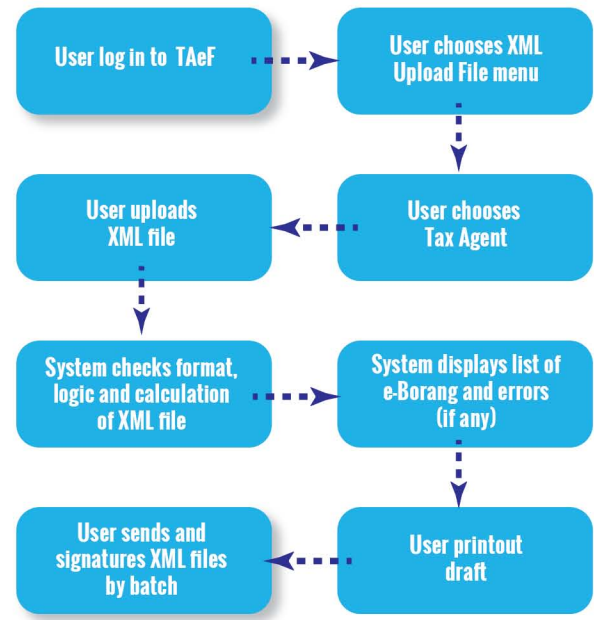 User log in to TAeF
User chooses XML
Upload File menu
User chooses
Tax Agent
User uploads
XML file
System checks format,
logic and calculation
of XML file
System displays list of
e-Borang and errors
(if any)
User printout
draft
User sends and
signatures XML files
by batch